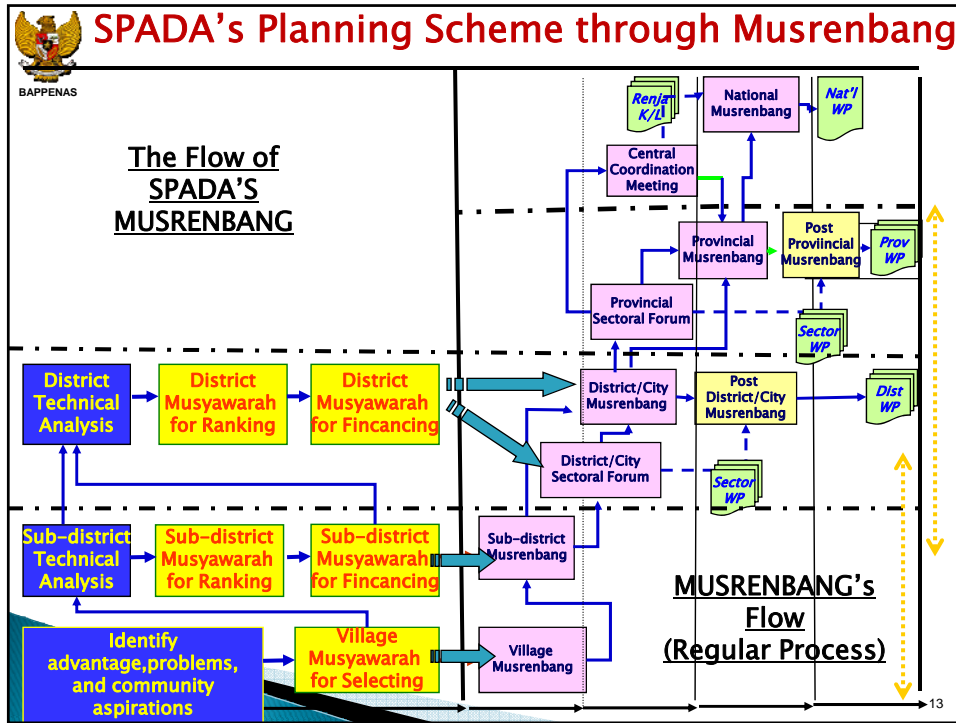 SPADA's Planning Scheme through Musrenbang
BAPPENAS
The Flow of
SPADA'S
MUSRENBANG
Renja
K/L
National
Musrenbang
Nat'l
WP
Central
Coordination
Meeting
Provincial
Musrenbang
Post
Proviincial
Musrenbang
Prov
WP
Provincial
Sectoral Forum
Sector
WP
District
Technical
Analysis
District
Musyawarah
for Ranking
District
Musyawarah
for Fincancing
District/City
Musrenbang
Post
District/City
Musrenbang
Dist
WP
District/City
Sectoral Forum
Sector
WP
Sub-district
Technical
Analysis
Sub-district
Musyawarah
for Ranking
Sub-district
Musyawarah
for Fincancing
Sub-district
Musrenbang
MUSRENBANG's
Flow
(Regular Process)
Identify
advantage,problems,
and community
aspirations
Village
Musyawarah
for Selecting
Village
Musrenbang
13